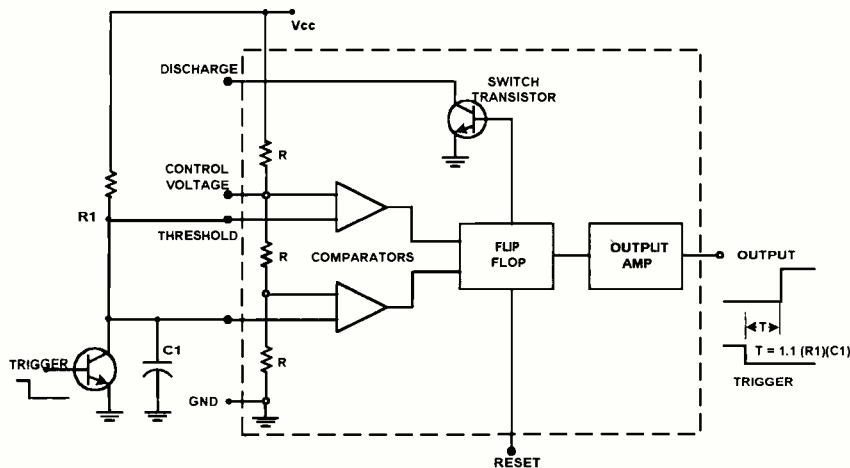 Vcc
DISCHARGE
SWITCH
TRANSISTOR
R
CONTROL
VOLTAGE
R1
THRESHOLD
R
COMPARATORS
FLIP
FLOP
OUTPUT
AMP
OUTPUT
T
T = 1.1 (R1)(C1)
TRIGGER
TRIGGER
C1
R
GND
RESET